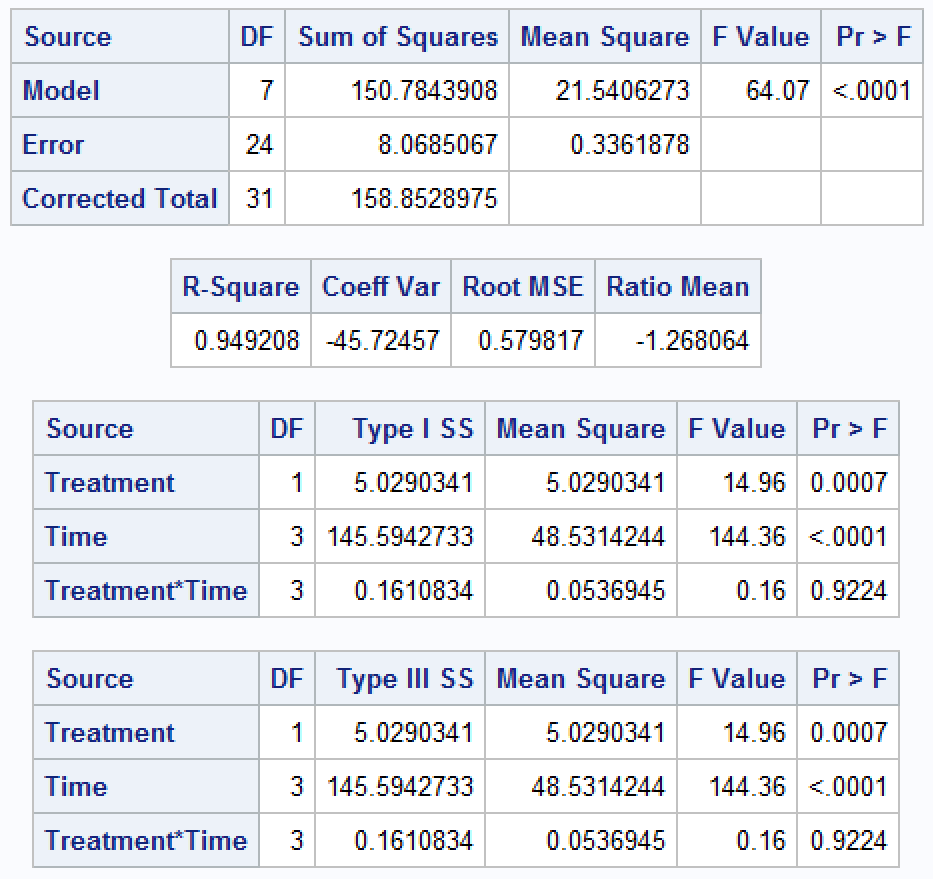 Source DF Sum of Squares Mean Square F Value Pr > F
Model 7 150.7843908 21.5406273 64.07 <.0001
Error 24 8.0685067 0.3361878
Corrected Total 31 158.8528975
R-Square Coeff Var Root MSE Ratio Mean
0.949208 -45.72457 0.579817 -1.268064
Source DF Type I SS Mean Square F Value Pr > F
Treatment 1 5.0290341 5.0290341 14.96 0.0007
Time 3 145.5942733 48.5314244 144.36 <.0001
Treatment*Time 3 0.1610834 0.0536945 0.16 0.9224
Source DF Type III SS Mean Square F Value Pr > F
Treatment 1 5.0290341 5.0290341 14.96 0.0007
Time 3 145.5942733 48.5314244 144.36 <.0001
Treatment*Time 3 0.1610834 0.0536945 0.16 0.9224